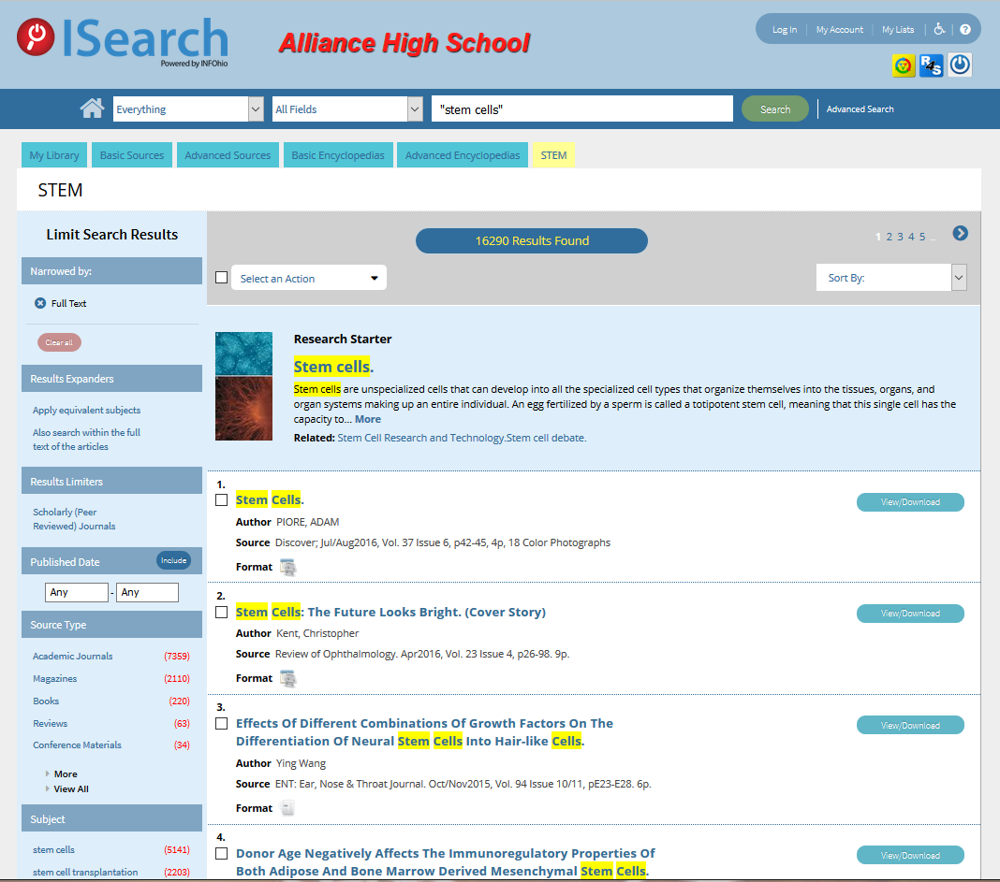 ISearch
Powered by INFOhio
Alliance High School
Log In | My Account | My Lists | | ?
R4S
Everything
All Fields
"stem cells"
Search
Advanced Search
My Library
Basic Sources
Advanced Sources
Basic Encyclopedias
Advanced Encyclopedias
STEM
STEM
Limit Search Results
Narrowed by:
Full Text
Clear all
Results Expanders
Apply equivalent subjects
Also search within the full
text of the articles
Results Limiters
Scholarly (Peer
Reviewed) Journals
Published Date
Include
Any - Any
Source Type
Academic Journals (7359)
Magazines (2110)
Books (220)
Reviews (63)
Conference Materials (34)
More
View All
Subject
stem cells (5141)
stem cell transplantation (2203)
16290 Results Found
1 2 3 4 5 ..
Select an Action
Sort By:
Research Starter
Stem cells.
Stem cells are unspecialized cells that can develop into all the specialized cell types that organize themselves into the tissues, organs, and
organ systems making up an entire individual. An egg fertilized by a sperm is called a totipotent stem cell, meaning that this single cell has the
capacity to... More
Related: Stem Cell Research and Technology.Stem cell debate.
1.
Stem Cells.
View/Download
Author PIORE, ADAM
Source Discover; Jul/Aug2016, Vol. 37 Issue 6, p42-45, 4p, 18 Color Photographs
Format
2.
Stem Cells: The Future Looks Bright. (Cover Story)
View/Download
Author Kent, Christopher
Source Review of Ophthalmology. Apr2016, Vol. 23 Issue 4, p26-98. 9p.
Format
3.
Effects Of Different Combinations Of Growth Factors On The
Differentiation Of Neural Stem Cells Into Hair-like Cells.
View/Download
Author Ying Wang
Source ENT: Ear, Nose & Throat Journal. Oct/Nov2015, Vol. 94 Issue 10/11, pE23-E28. 6p.
Format
4.
Donor Age Negatively Affects The Immunoregulatory Properties Of
Both Adipose And Bone Marrow Derived Mesenchymal Stem Cells.
View/Download